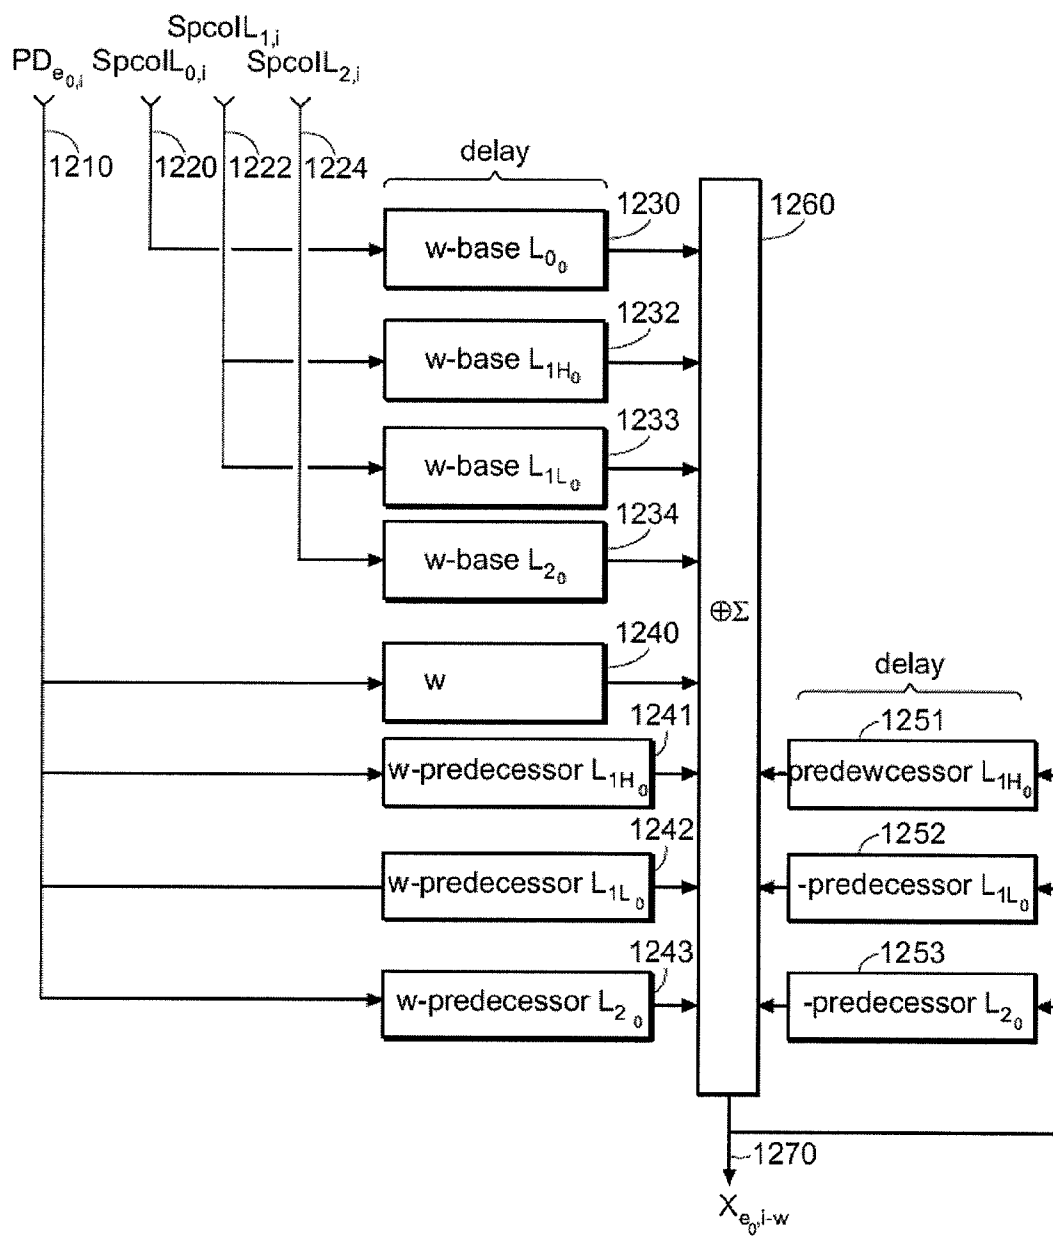 SpcolL1,i
PDe0,i SpcolL0,i SpcolL2,i
1210 1220 1222 1224
delay
1230
1260
w-base L00
1232
w-base L1H0
1233
w-base L1L0
1234
w-base L20
⊕Σ
1240
w
delay
1241
1251
w-predecessor L1H0
predewcessor L1H0
1242
1252
w-predecessor L1L0
-predecessor L1L0
1243
1253
w-predecessor L20
-predecessor L20
1270
Xe0,i-w